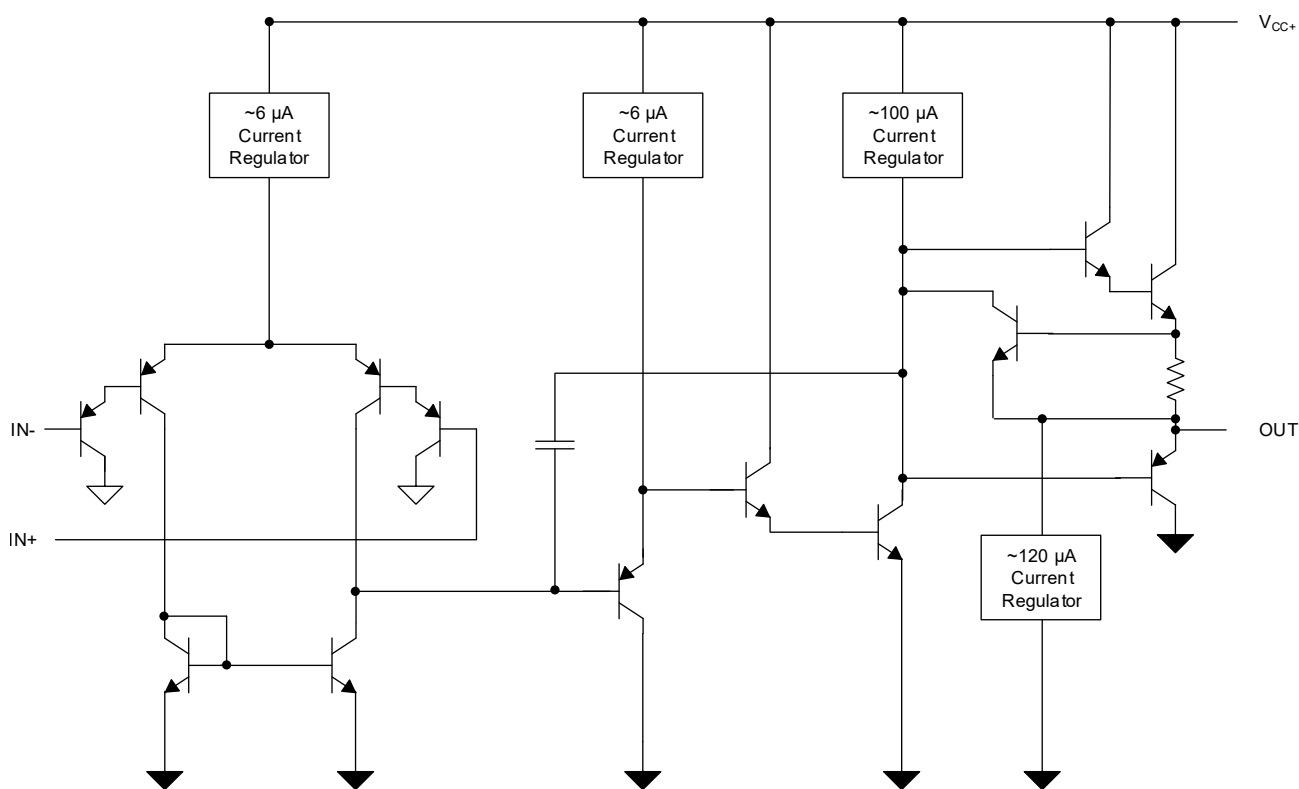 V_CC+
~6 µA
Current
Regulator
~6 µA
Current
Regulator
~100 µA
Current
Regulator
IN-
OUT
IN+
~120 µA
Current
Regulator